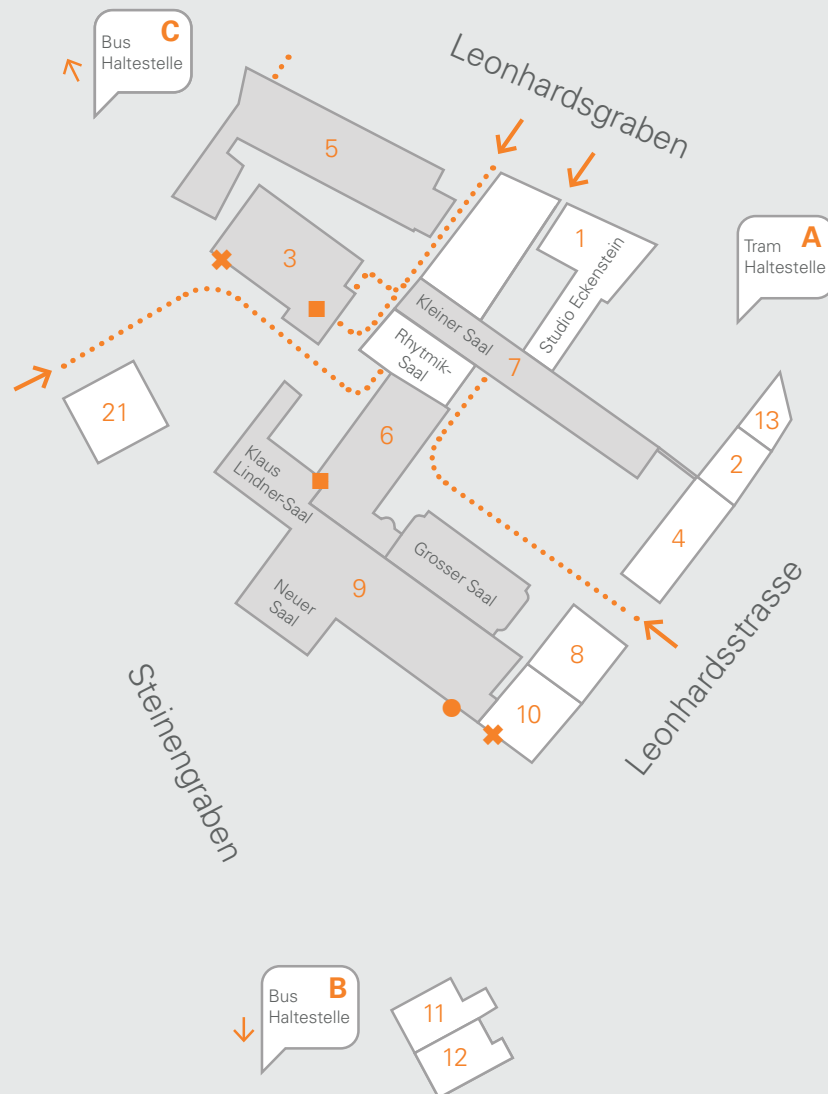 C
Bus
Haltestelle
Leonhardsgraben
5
1
Studio Eckenstein
3
A
Tram
Haltestelle
Kleiner Saal
Rhytmik-
Saal
7
21
13
6
2
Klaus
Lindner-Saal
4
Grosser Saal
9
Neuer
Saal
8
10
Leonhardsstrasse
Steinengraben
B
Bus
Haltestelle
11
12